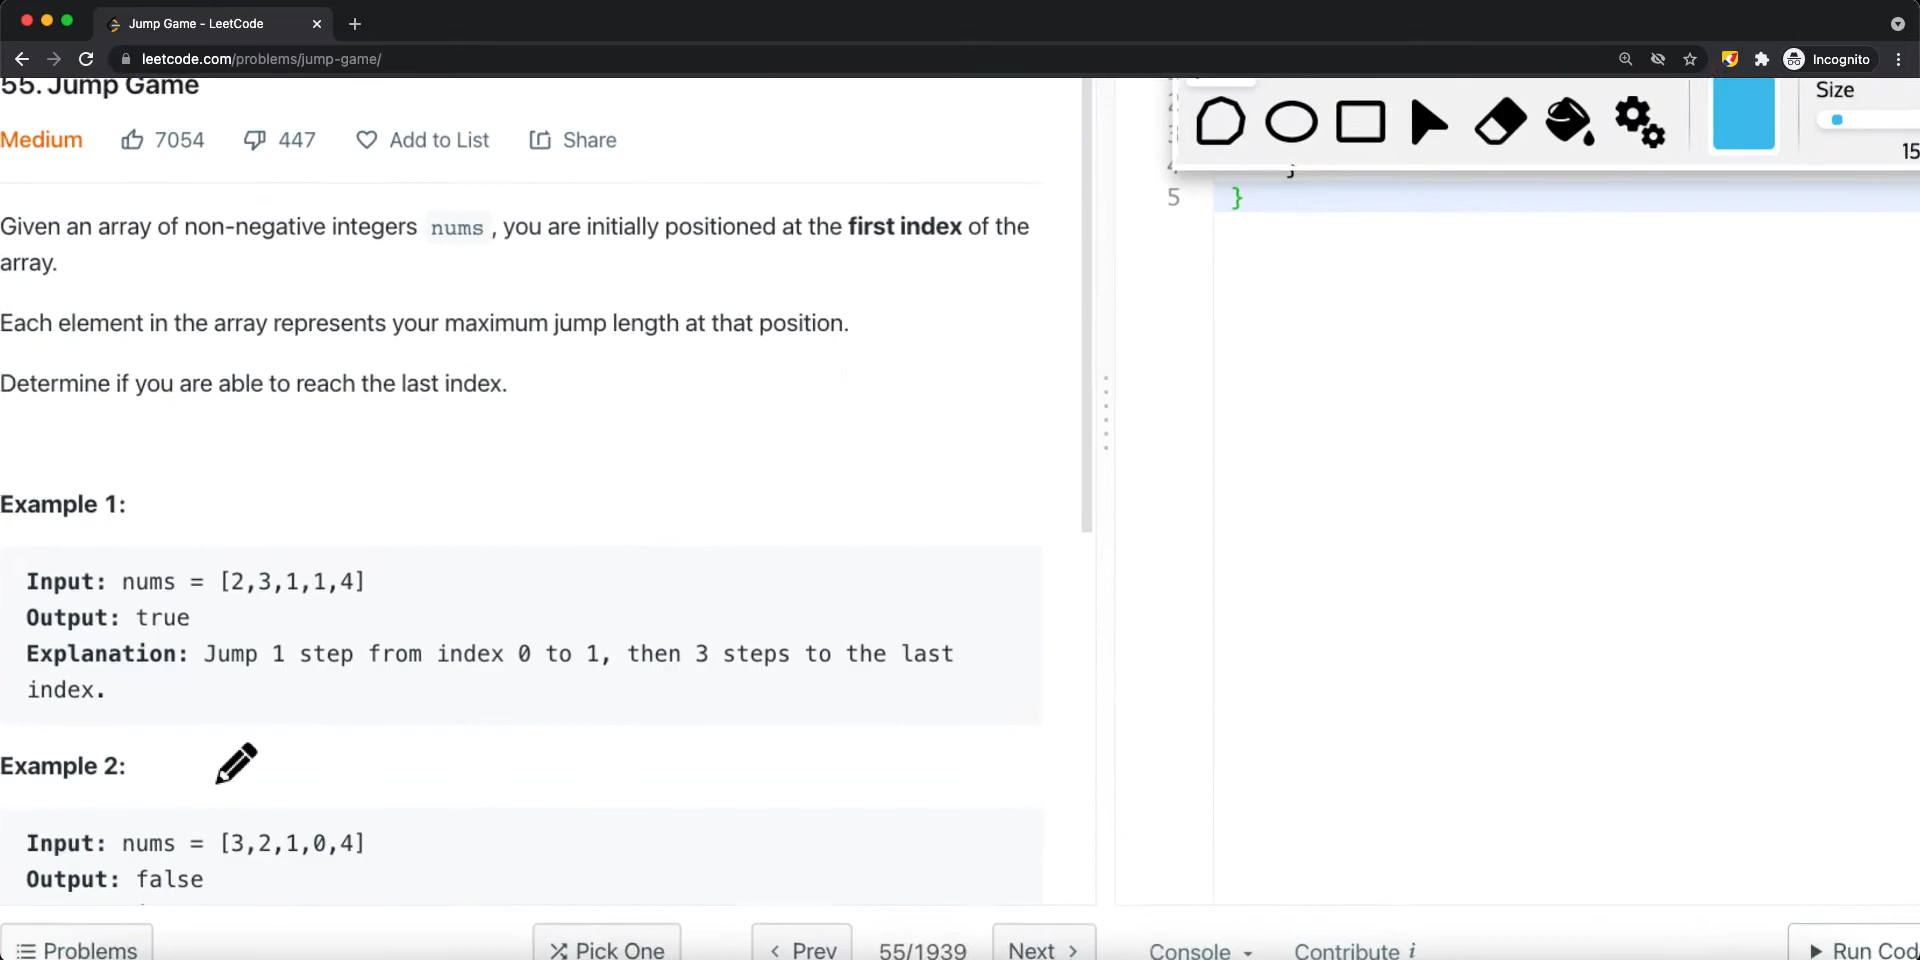 Jump Game - LeetCode
leetcode.com/problems/jump-game/
Incognito
55. Jump Game
Medium 7054 447 Add to List Share
Given an array of non-negative integers nums , you are initially positioned at the first index of the
array.
Each element in the array represents your maximum jump length at that position.
Determine if you are able to reach the last index.
Example 1:
Input: nums = [2,3,1,1,4]
Output: true
Explanation: Jump 1 step from index 0 to 1, then 3 steps to the last
index.
Example 2:
Input: nums = [3,2,1,0,4]
Output: false
Problems
Pick One
< Prev
55/1939
Next >
Size
15
5 }
Console
Contribute i
Run Cod